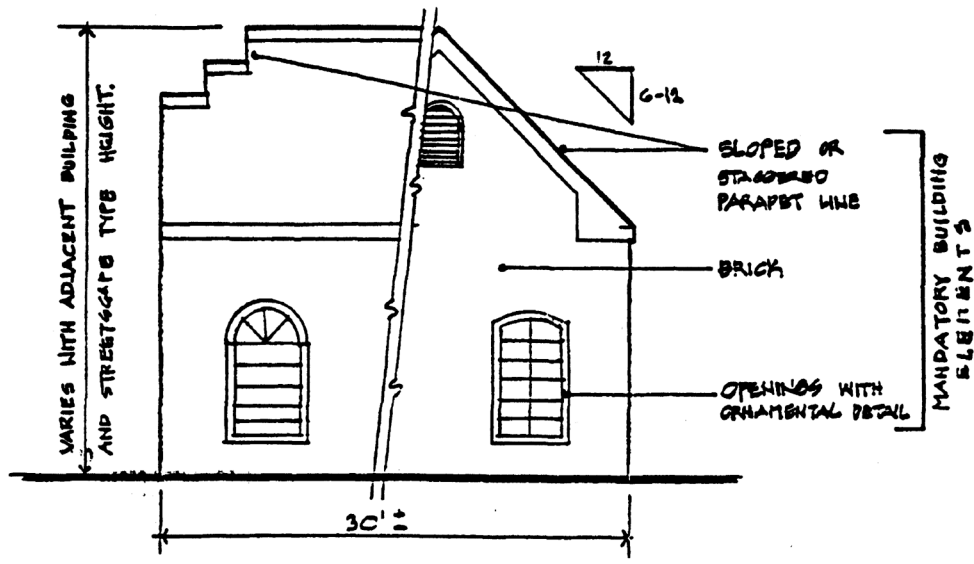 VARIES WITH ADJACENT BUILDING
AND STREETSCAPE TYPE HEIGHT.
12
6-12
SLOPED OR
STAGGERED
PARAPET LINE
BRICK
OPENINGS WITH
ORNAMENTAL DETAIL
MANDATORY BUILDING
ELEMENTS
30' ±